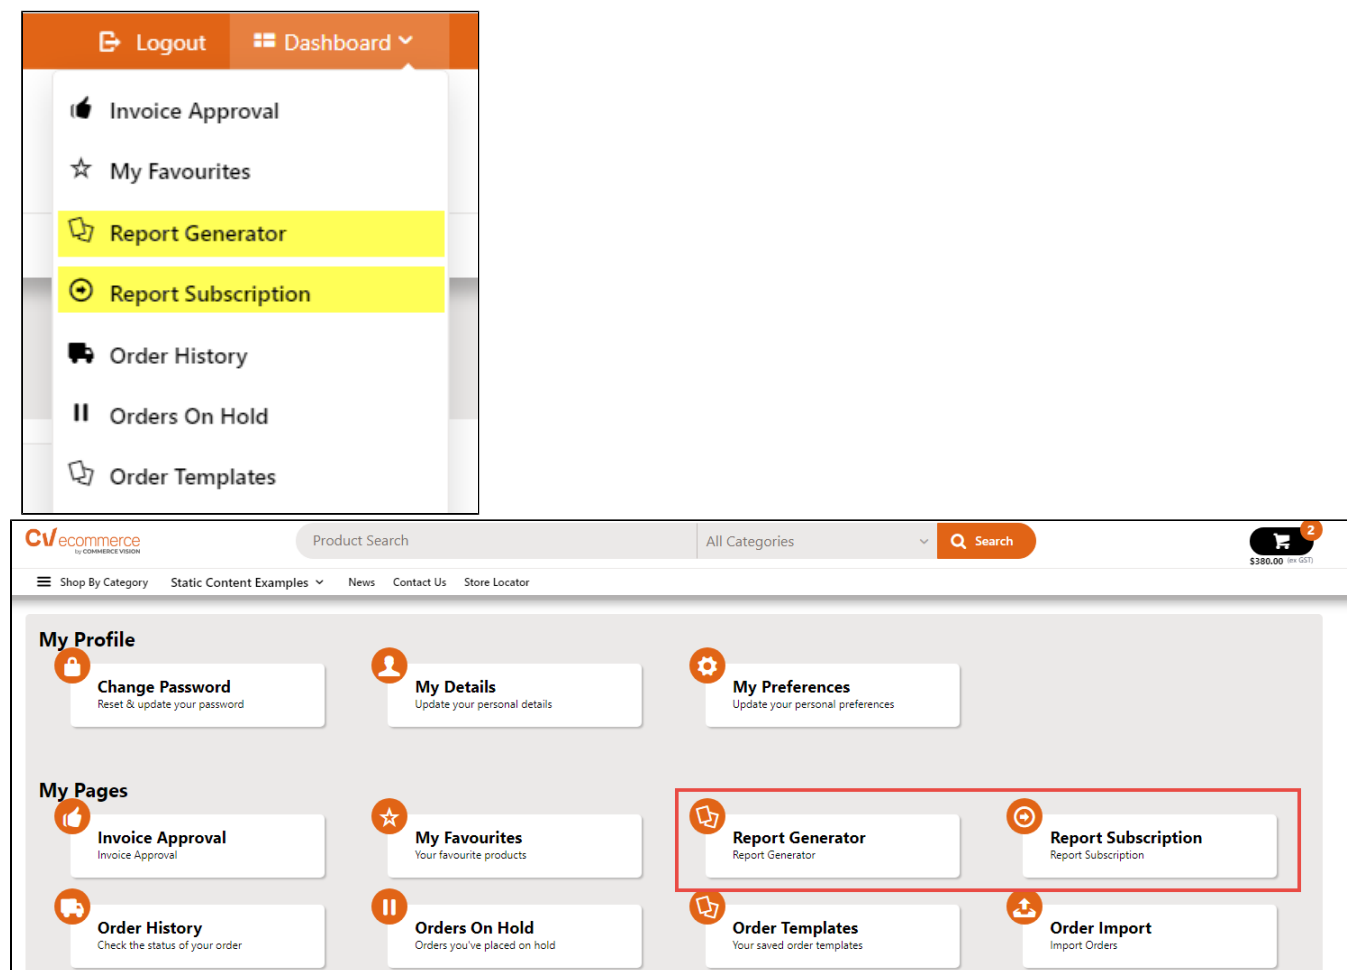 Logout Dashboard
Invoice Approval
My Favourites
Report Generator
Report Subscription
Order History
Orders On Hold
Order Templates
CV ecommerce
by COMMERCE VISION
Product Search All Categories Search 2
$380.00 (ex GST)
Shop By Category Static Content Examples News Contact Us Store Locator
My Profile
Change Password My Details My Preferences
Reset & update your password Update your personal details Update your personal preferences
My Pages
Invoice Approval My Favourites Report Generator Report Subscription
Invoice Approval Your favourite products Report Generator Report Subscription
Order History Orders On Hold Order Templates Order Import
Check the status of your order Orders you've placed on hold Your saved order templates Import Orders